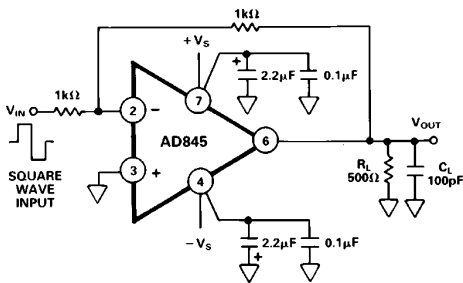 1kΩ
+VS
2.2μF
0.1μF
+
7
1kΩ
VIN
2
−
AD845
6
VOUT
3
+
SQUARE
WAVE
INPUT
4
RL
500Ω
CL
100pF
−VS
2.2μF
0.1μF
+